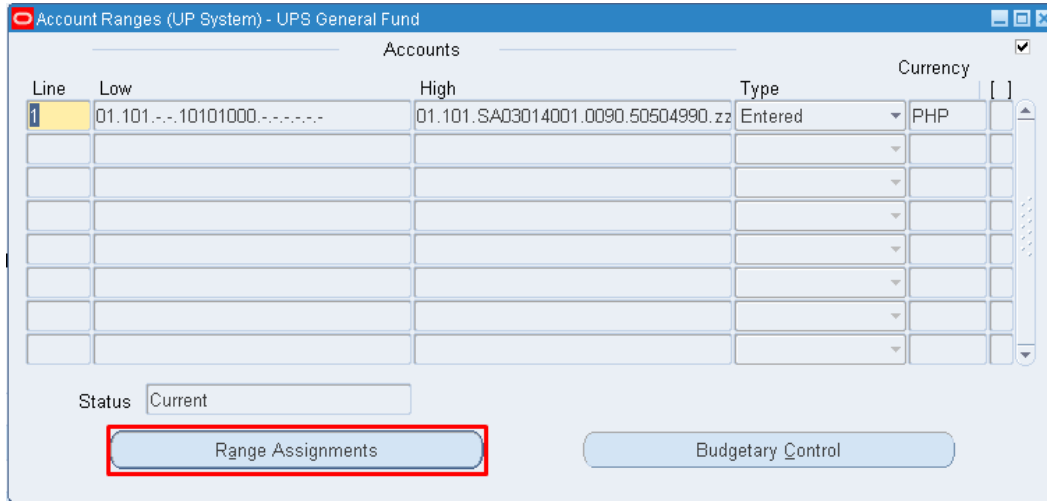 Account Ranges (UP System) - UPS General Fund
Accounts
Currency
Line Low High Type [ ]
1 01.101.-.-.10101000.-.-.-.-.-.- 01.101.SA03014001.0090.50504990.zz Entered PHP
Status Current
Range Assignments Budgetary Control